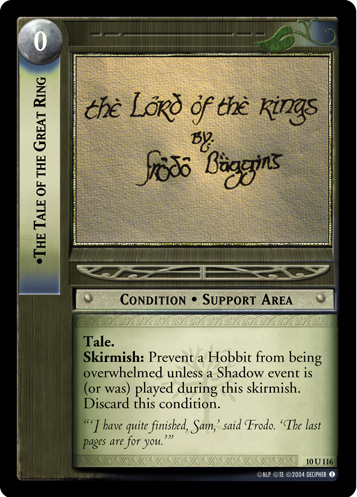 0
•The Tale of the Great Ring
the Lord of the Rings
by:
Frodo Baggins
Condition • Support Area
Tale.
Skirmish: Prevent a Hobbit from being
overwhelmed unless a Shadow event is
(or was) played during this skirmish.
Discard this condition.
“‘I have quite finished, Sam,’ said Frodo. ‘The last
pages are for you.’”
10 U 116
©NLP ™/®TE ©2004 DECIPHER